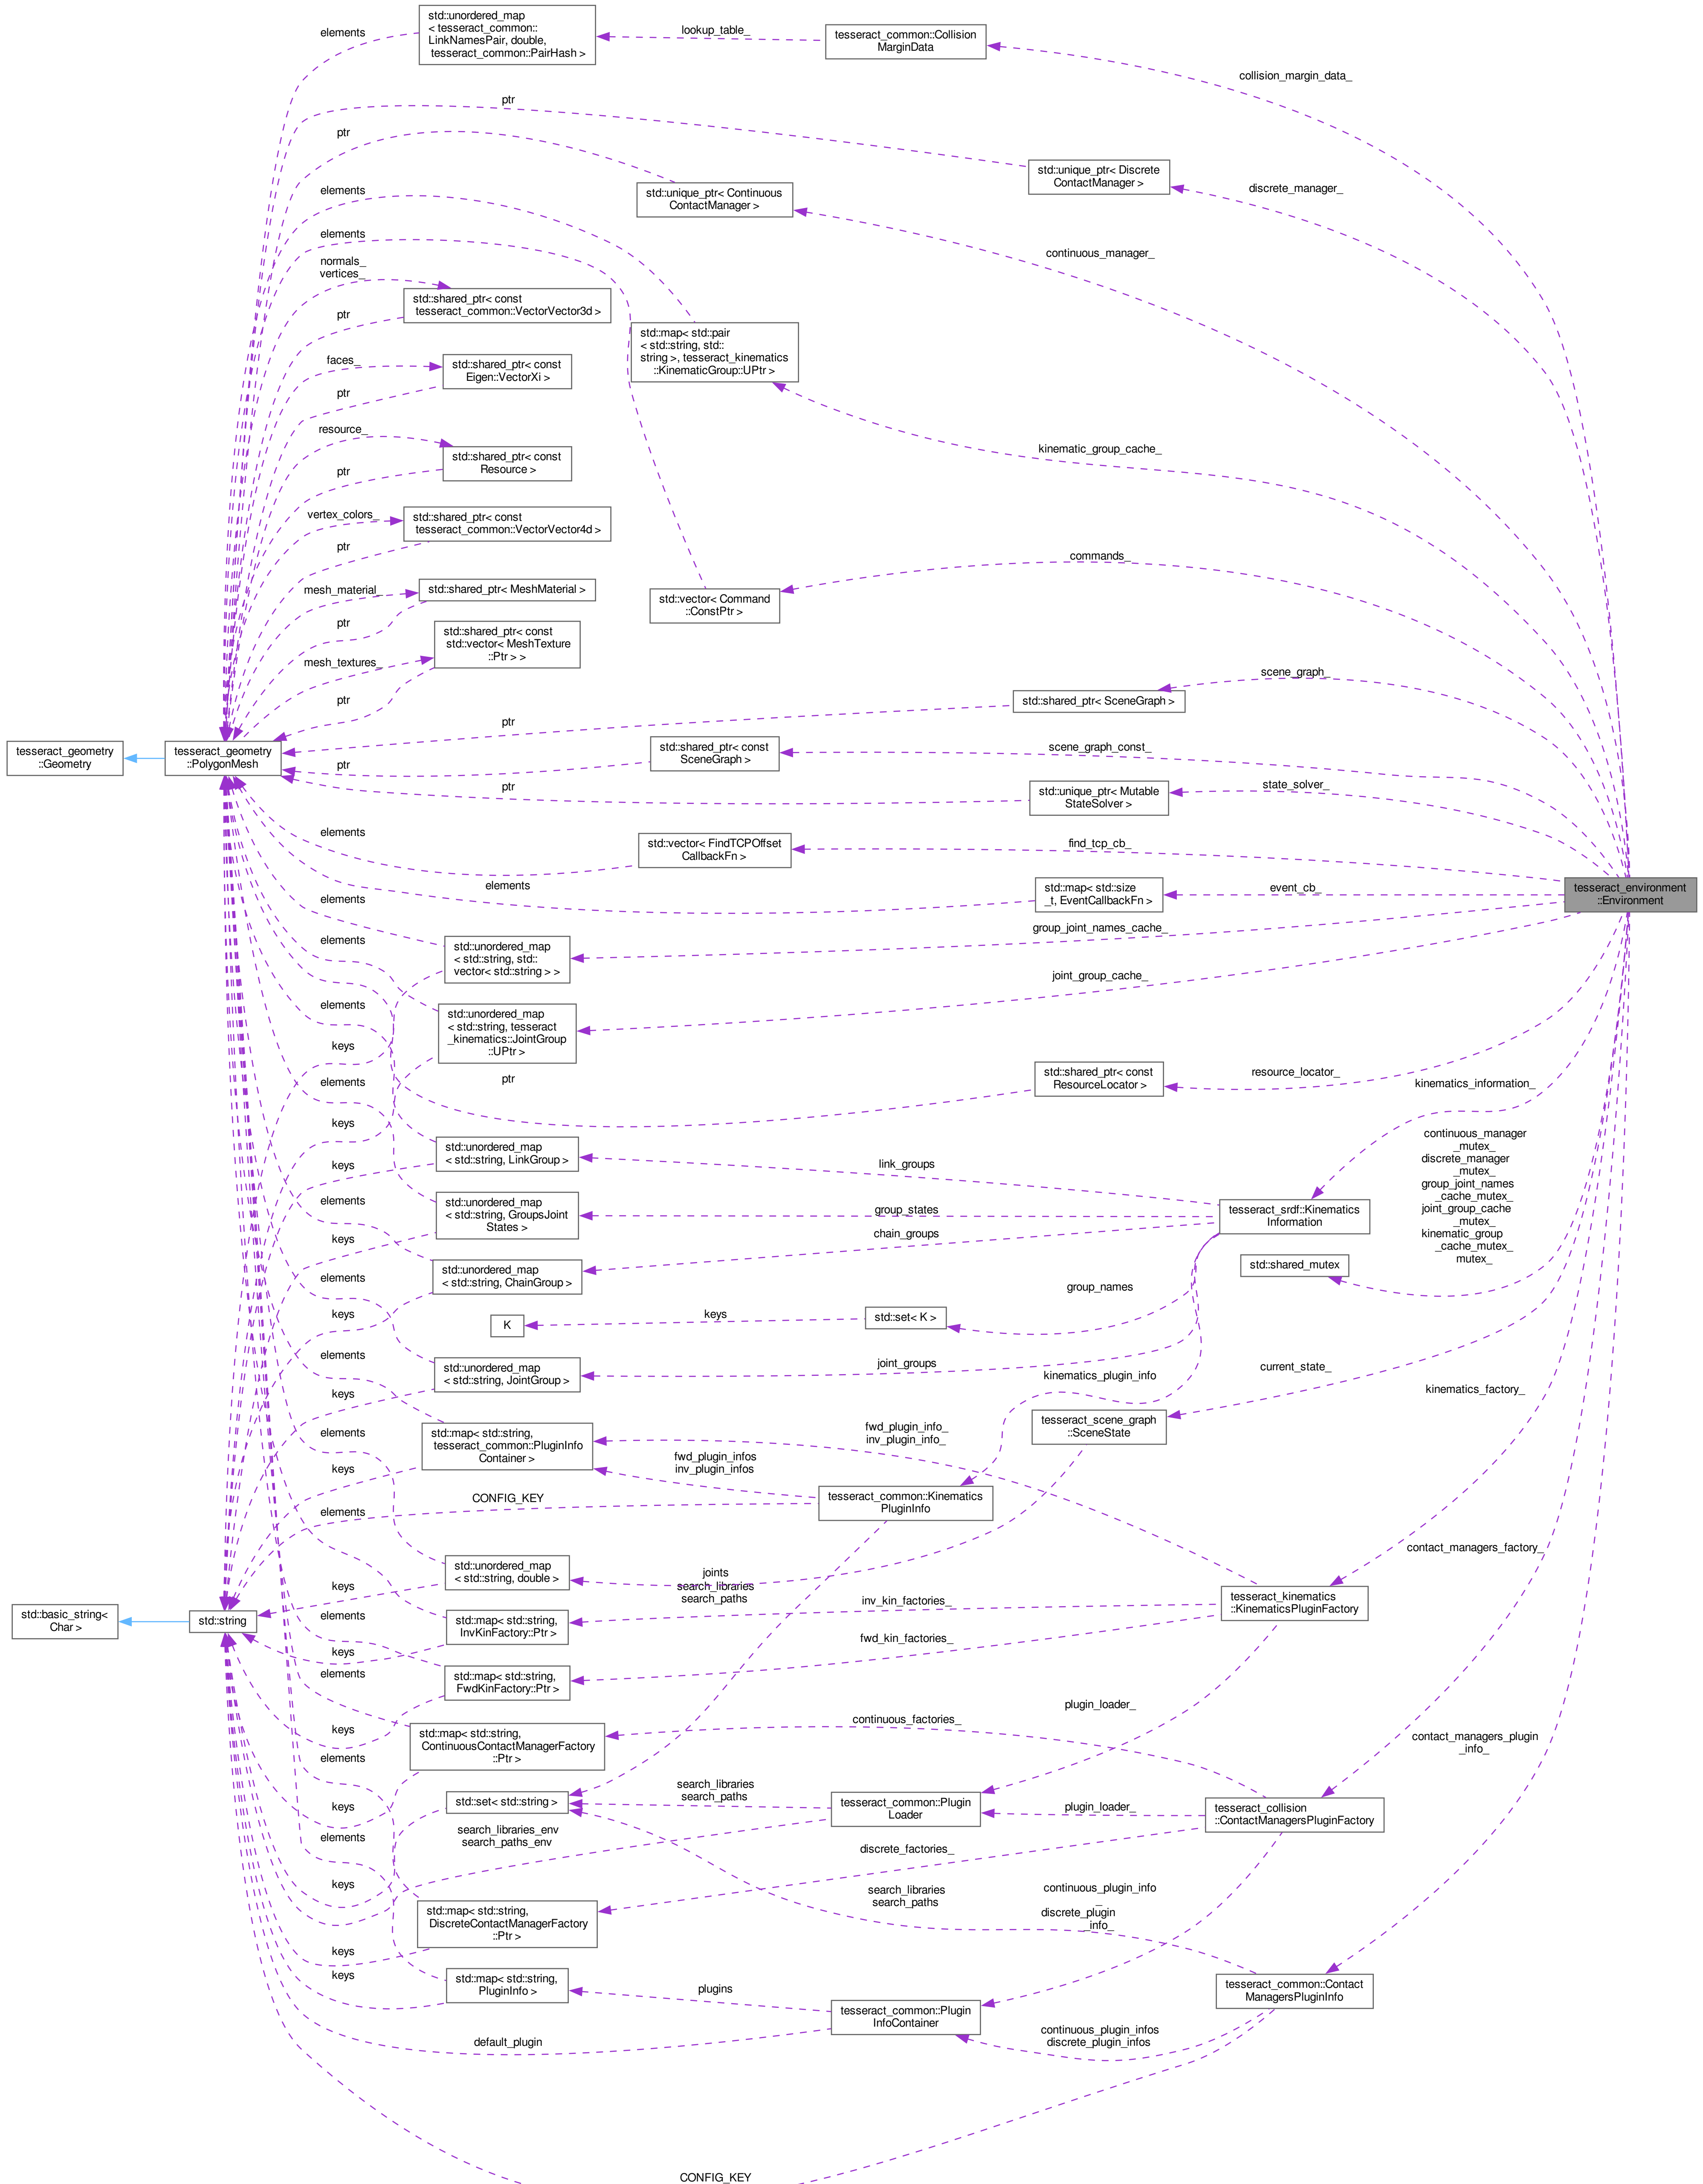 std::unordered_map
< tesseract_common::
LinkNamesPair, double,
tesseract_common::PairHash >
elements
lookup_table_
tesseract_common::Collision
MarginData
collision_margin_data_
ptr
std::unique_ptr< Discrete
ContactManager >
discrete_manager_
ptr
std::unique_ptr< Continuous
ContactManager >
continuous_manager_
elements
elements
normals_
vertices_
std::shared_ptr< const
tesseract_common::VectorVector3d >
ptr
std::map< std::pair
< std::string, std::
string >, tesseract_kinematics
::KinematicGroup::UPtr >
kinematic_group_cache_
faces_
std::shared_ptr< const
Eigen::VectorXi >
ptr
resource_
std::shared_ptr< const
Resource >
ptr
vertex_colors_
std::shared_ptr< const
tesseract_common::VectorVector4d >
ptr
commands_
std::vector< Command
::ConstPtr >
mesh_material_
std::shared_ptr< MeshMaterial >
ptr
std::shared_ptr< const
std::vector< MeshTexture
::Ptr > >
mesh_textures_
ptr
scene_graph_
std::shared_ptr< SceneGraph >
ptr
tesseract_geometry
::Geometry
tesseract_geometry
::PolygonMesh
std::shared_ptr< const
SceneGraph >
scene_graph_const_
ptr
ptr
std::unique_ptr< Mutable
StateSolver >
state_solver_
elements
std::vector< FindTCPOffset
CallbackFn >
find_tcp_cb_
elements
std::map< std::size
_t, EventCallbackFn >
event_cb_
tesseract_environment
::Environment
elements
std::unordered_map
< std::string, std::
vector< std::string > >
group_joint_names_cache_
elements
joint_group_cache_
elements
std::unordered_map
< std::string, tesseract
_kinematics::JointGroup
::UPtr >
keys
elements
ptr
std::shared_ptr< const
ResourceLocator >
resource_locator_
kinematics_information_
keys
std::unordered_map
< std::string, LinkGroup >
link_groups
keys
elements
std::unordered_map
< std::string, GroupsJoint
States >
group_states
tesseract_srdf::Kinematics
Information
continuous_manager
_mutex_
discrete_manager
_mutex_
group_joint_names
_cache_mutex_
joint_group_cache
_mutex_
kinematic_group
_cache_mutex_
mutex_
keys
chain_groups
std::unordered_map
< std::string, ChainGroup >
std::shared_mutex
elements
keys
K
keys
std::set< K >
group_names
elements
std::unordered_map
< std::string, JointGroup >
joint_groups
kinematics_plugin_info
current_state_
kinematics_factory_
keys
elements
std::map< std::string,
tesseract_common::PluginInfo
Container >
fwd_plugin_info_
inv_plugin_info_
tesseract_scene_graph
::SceneState
keys
fwd_plugin_infos
inv_plugin_infos
tesseract_common::Kinematics
PluginInfo
CONFIG_KEY
elements
contact_managers_factory_
std::unordered_map
< std::string, double >
joints
search_libraries
search_paths
keys
std::basic_string<
Char >
std::string
elements
std::map< std::string,
InvKinFactory::Ptr >
inv_kin_factories_
tesseract_kinematics
::KinematicsPluginFactory
keys
fwd_kin_factories_
std::map< std::string,
FwdKinFactory::Ptr >
elements
plugin_loader_
keys
std::map< std::string,
ContinuousContactManagerFactory
::Ptr >
continuous_factories_
contact_managers_plugin
_info_
elements
keys
std::set< std::string >
search_libraries
search_paths
tesseract_common::Plugin
Loader
plugin_loader_
tesseract_collision
::ContactManagersPluginFactory
elements
search_libraries_env
search_paths_env
discrete_factories_
keys
std::map< std::string,
DiscreteContactManagerFactory
::Ptr >
search_libraries
search_paths
continuous_plugin_info
_
discrete_plugin
_info_
keys
keys
std::map< std::string,
PluginInfo >
plugins
tesseract_common::Plugin
InfoContainer
tesseract_common::Contact
ManagersPluginInfo
continuous_plugin_infos
discrete_plugin_infos
default_plugin
CONFIG_KEY